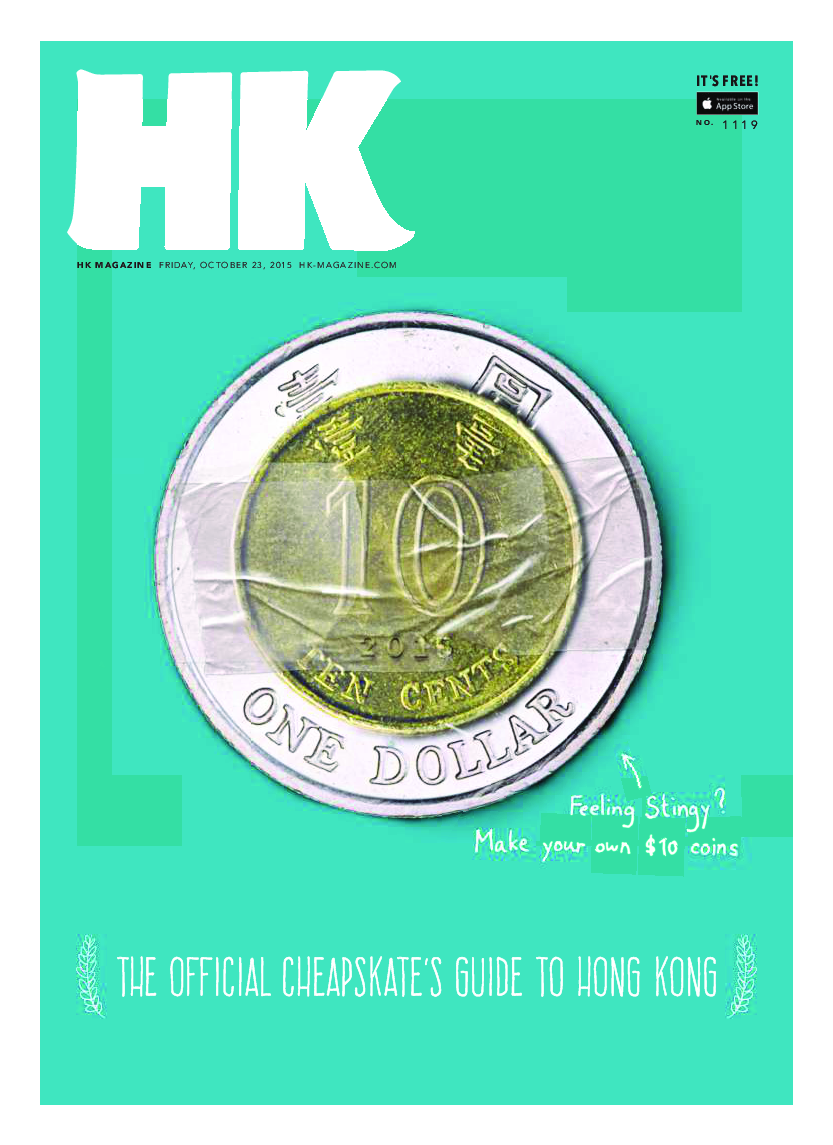 HK
IT'S FREE!
Available on the
App Store
NO. 1119
HK MAGAZINE FRIDAY, OCTOBER 23, 2015 HK-MAGAZINE.COM
壹 圓
壹 毫
10
2015
TEN CENTS
ONE DOLLAR
Feeling Stingy?
Make your own $10 coins
THE OFFICIAL CHEAPSKATE'S GUIDE TO HONG KONG